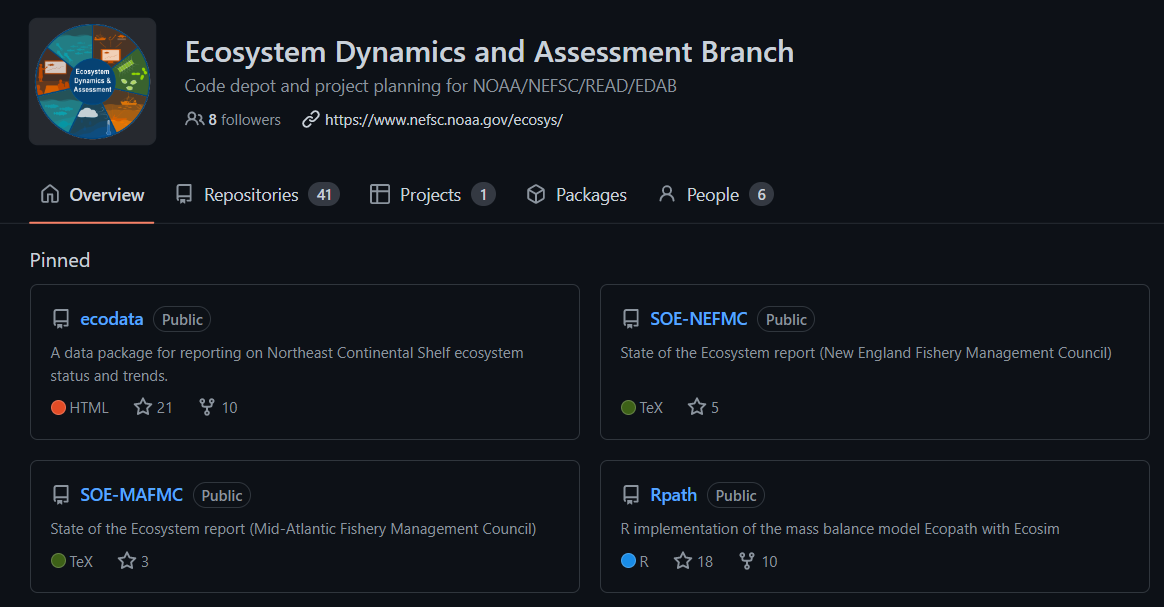 Ecosystem
Dynamics &
Assessment
Ecosystem Dynamics and Assessment Branch
Code depot and project planning for NOAA/NEFSC/READ/EDAB
8 followers https://www.nefsc.noaa.gov/ecosys/
Overview Repositories 41 Projects 1 Packages People 6
Pinned
ecodata Public
A data package for reporting on Northeast Continental Shelf ecosystem
status and trends.
HTML 21 10
SOE-NEFMC Public
State of the Ecosystem report (New England Fishery Management Council)
TeX 5
SOE-MAFMC Public
State of the Ecosystem report (Mid-Atlantic Fishery Management Council)
TeX 3
Rpath Public
R implementation of the mass balance model Ecopath with Ecosim
R 18 10